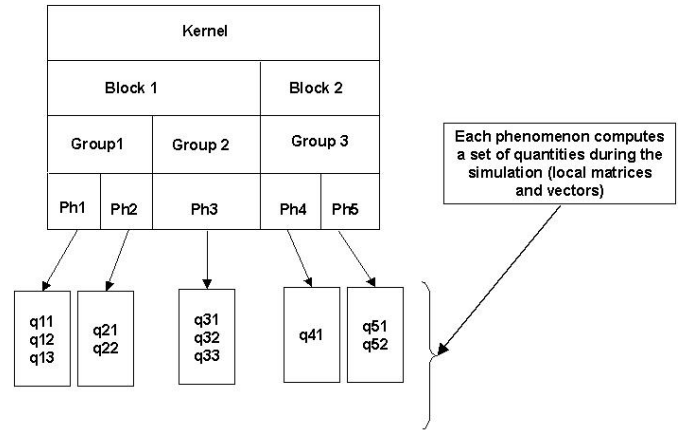 Kernel
Block 1
Block 2
Group1
Group 2
Group 3
Ph1
Ph2
Ph3
Ph4
Ph5
Each phenomenon computes
a set of quantities during the
simulation (local matrices
and vectors)
q11
q12
q13
q21
q22
q31
q32
q33
q41
q51
q52